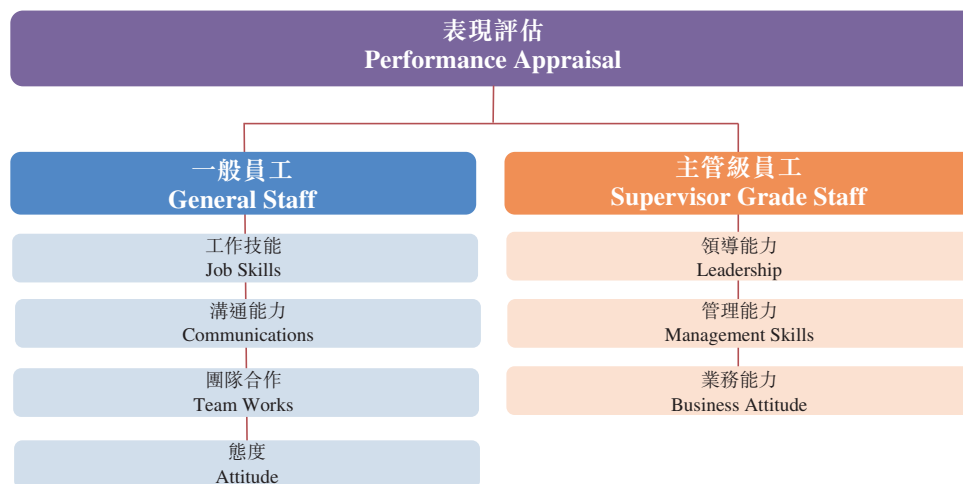 表現評估
Performance Appraisal
一般員工
General Staff
工作技能
Job Skills
溝通能力
Communications
團隊合作
Team Works
態度
Attitude
主管級員工
Supervisor Grade Staff
領導能力
Leadership
管理能力
Management Skills
業務能力
Business Attitude